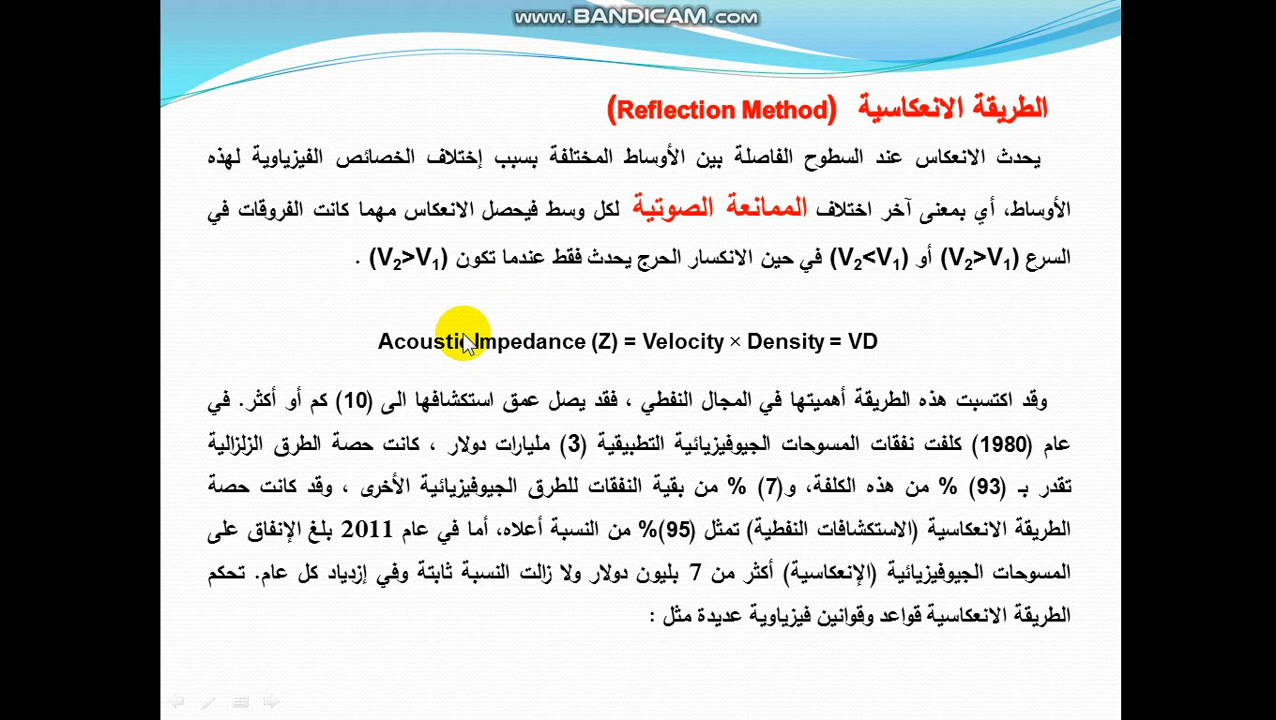 www.BANDICAM.com
الطريقة الانعكاسية (Reflection Method)
يحدث الانعكاس عند السطوح الفاصلة بين الأوساط المختلفة بسبب إختلاف الخصائص الفيزياوية لهذه
الأوساط، أي بمعنى آخر اختلاف الممانعة الصوتية لكل وسط فيحصل الانعكاس مهما كانت الفروقات في
السرع (V2>V1) أو (V2<V1) في حين الانكسار الحرج يحدث فقط عندما تكون (V2>V1) .
Acoustic Impedance (Z) = Velocity × Density = VD
وقد اكتسبت هذه الطريقة أهميتها في المجال النفطي ، فقد يصل عمق استكشافها الى (10) كم أو أكثر. في
عام (1980) كلفت نفقات المسوحات الجيوفيزيائية التطبيقية (3) مليارات دولار ، كانت حصة الطرق الزلزالية
تقدر بـ (93) % من هذه الكلفة، و(7) % من بقية النفقات للطرق الجيوفيزيائية الأخرى ، وقد كانت حصة
الطريقة الانعكاسية (الاستكشافات النفطية) تمثل (95)% من النسبة أعلاه، أما في عام 2011 بلغ الإنفاق على
المسوحات الجيوفيزيائية (الإنعكاسية) أكثر من 7 بليون دولار ولا زالت النسبة ثابتة وفي إزدياد كل عام. تحكم
الطريقة الانعكاسية قواعد وقوانين فيزياوية عديدة مثل :